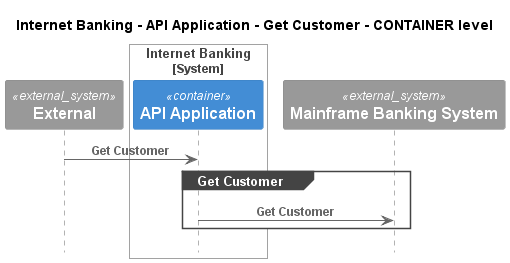 Internet Banking - API Application - Get Customer - CONTAINER level
Internet Banking
[System]
«external_system»
External
«container»
API Application
«external_system»
Mainframe Banking System
Get Customer
Get Customer
Get Customer